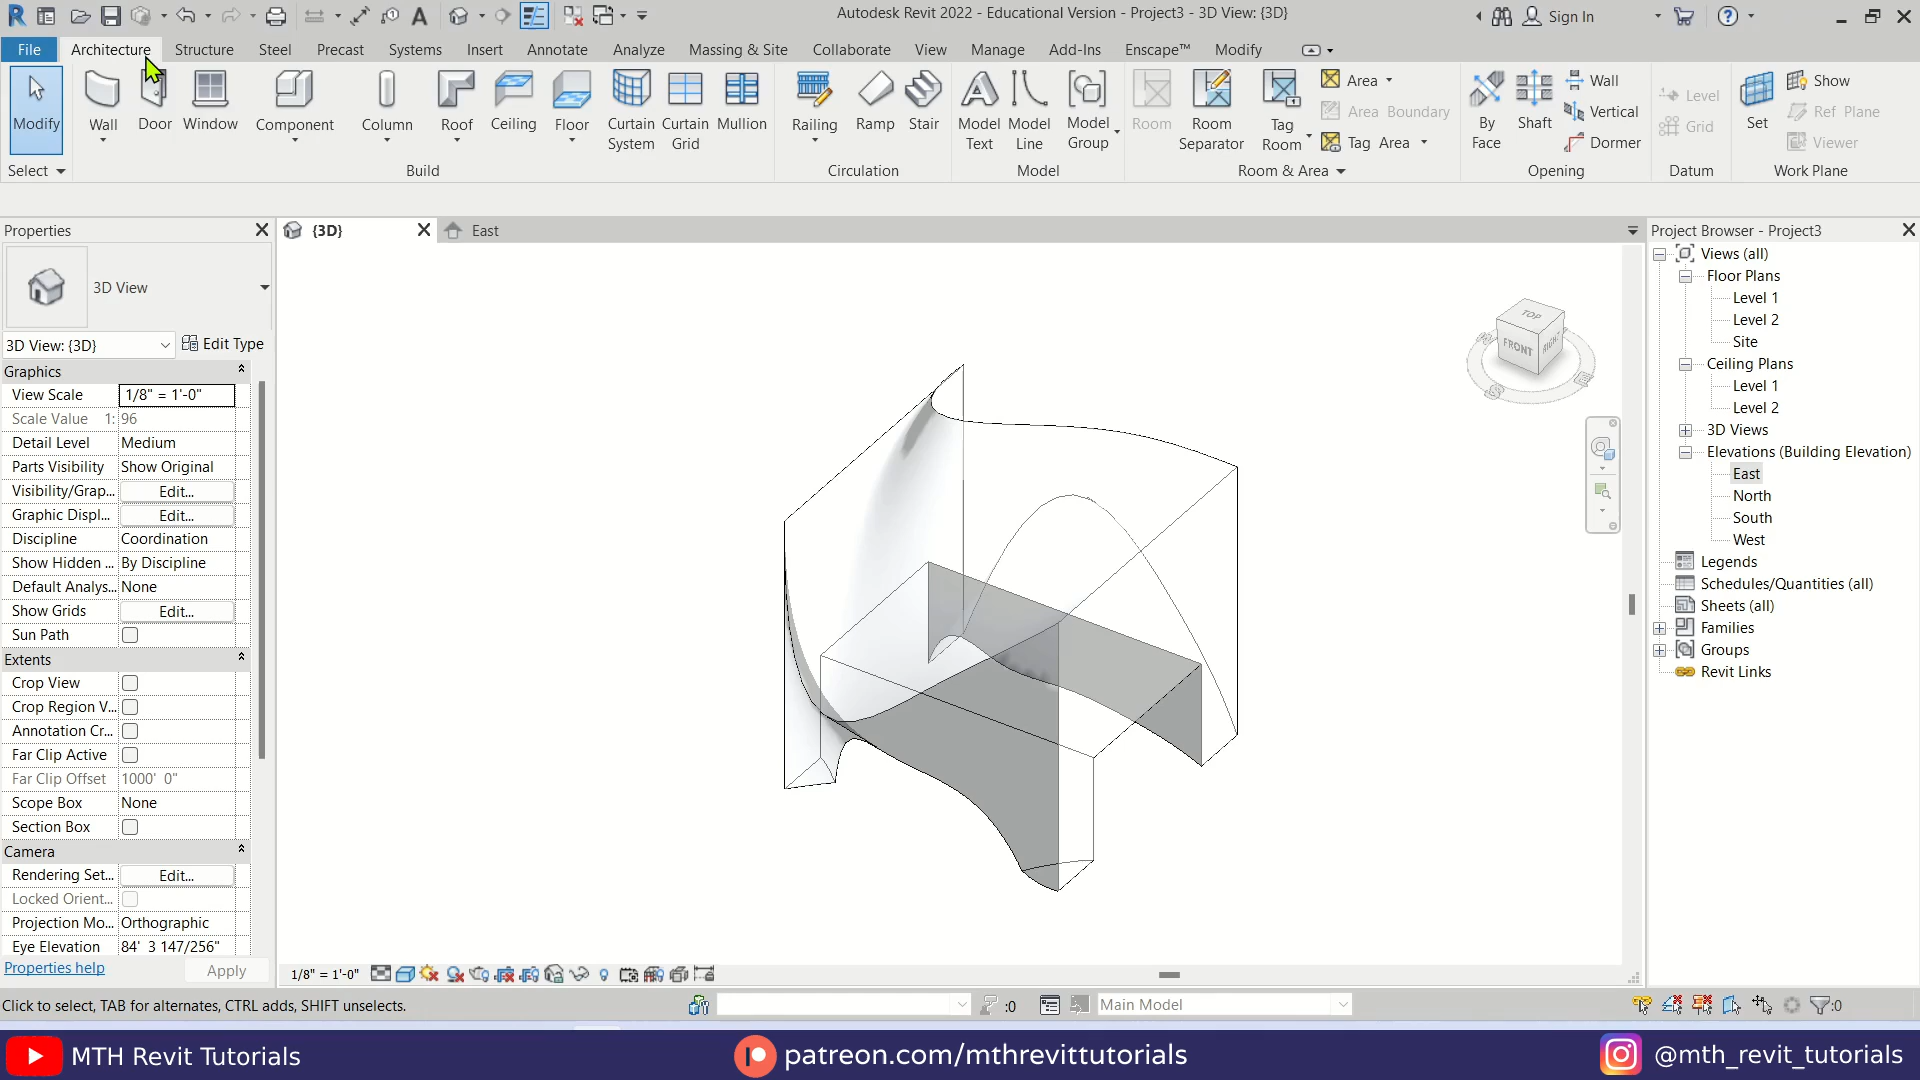 Autodesk Revit 2022 - Educational Version - Project3 - 3D View: {3D}
Sign In
File Architecture Structure Steel Precast Systems Insert Annotate Analyze Massing & Site Collaborate View Manage Add-Ins Enscape™ Modify
Modify Wall Door Window Component Column Roof Ceiling Floor Curtain System Curtain Grid Mullion
Railing Ramp Stair
Model Text Model Line Model Group
Room Room Separator Tag Room
Area
Area Boundary
Tag Area
By Face Shaft
Wall
Vertical
Dormer
Level
Grid
Set
Show
Ref Plane
Viewer
Select Build Circulation Model Room & Area Opening Datum Work Plane
Properties
3D View
3D View: {3D} Edit Type
Graphics
View Scale 1/8" = 1'-0"
Scale Value 1: 96
Detail Level Medium
Parts Visibility Show Original
Visibility/Grap... Edit...
Graphic Displ... Edit...
Discipline Coordination
Show Hidden ... By Discipline
Default Analys... None
Show Grids Edit...
Sun Path
Extents
Crop View
Crop Region V...
Annotation Cr...
Far Clip Active
Far Clip Offset 1000' 0"
Scope Box None
Section Box
Camera
Rendering Set... Edit...
Locked Orient...
Projection Mo... Orthographic
Eye Elevation 84' 3 147/256"
Properties help Apply
{3D} East
TOP
FRONT RIGHT
1/8" = 1'-0"
Project Browser - Project3
Views (all)
Floor Plans
Level 1
Level 2
Site
Ceiling Plans
Level 1
Level 2
3D Views
Elevations (Building Elevation)
East
North
South
West
Legends
Schedules/Quantities (all)
Sheets (all)
Families
Groups
Revit Links
Click to select, TAB for alternates, CTRL adds, SHIFT unselects.
:0
Main Model
:0
MTH Revit Tutorials
patreon.com/mthrevittutorials
@mth_revit_tutorials